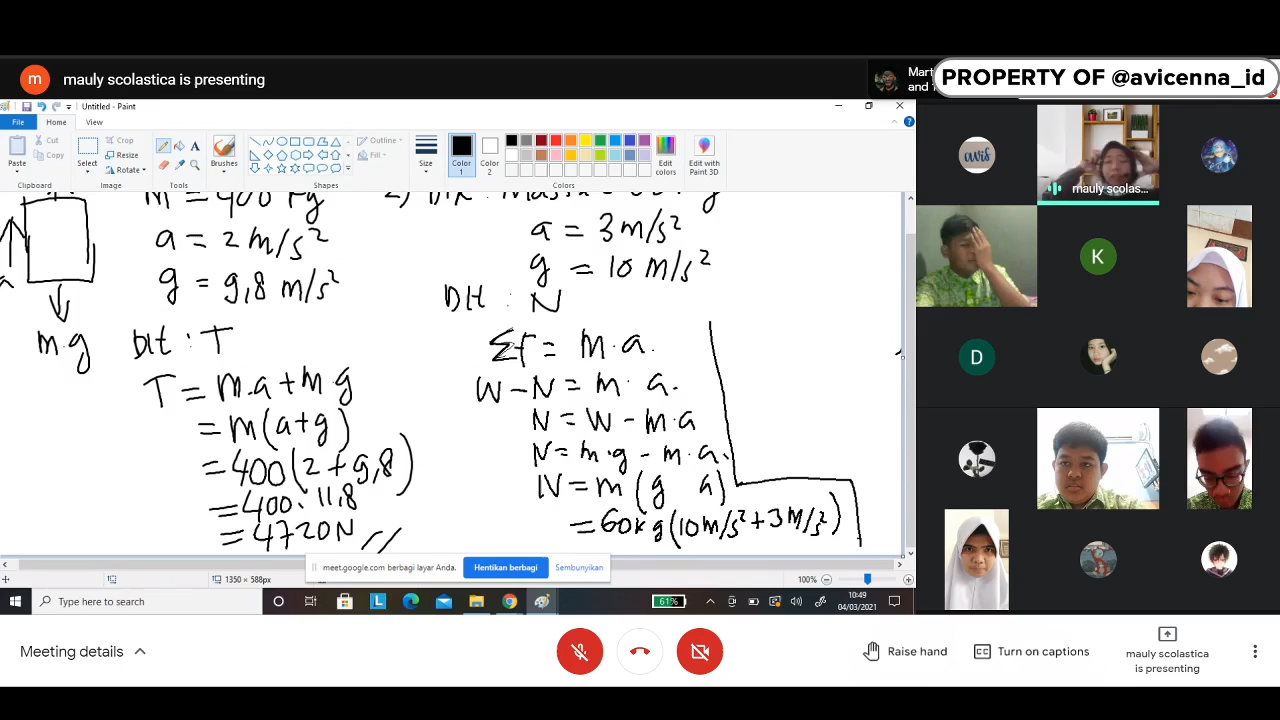 m
mauly scolastica is presenting
PROPERTY OF @avicenna_id
Untitled - Paint
File
Home
View
Paste
Cut
Copy
Clipboard
Select
Crop
Resize
Rotate
Image
Tools
Brushes
Shapes
Outline
Fill
Size
Color 1
Color 2
Colors
Edit colors
Edit with Paint 3D
a = 2 m/s²
g = 9,8 m/s²
m.g
Dit : T
T = m.a + m.g
= m(a+g)
= 400(2 + 9,8)
= 400 . 11,8
= 4720 N //
a = 3 m/s²
g = 10 m/s²
Dit : N
ΣF = m.a.
W - N = m. a.
N = W - m.a
N = m.g - m.a.
N = m (g a)
= 60kg(10m/s² + 3m/s²)
meet.google.com berbagi layar Anda.
Hentikan berbagi
Sembunyikan
1350 × 588px
100%
Type here to search
61%
10:49
04/03/2021
awis
mauly scolas...
K
D
Meeting details
Raise hand
Turn on captions
mauly scolastica
is presenting